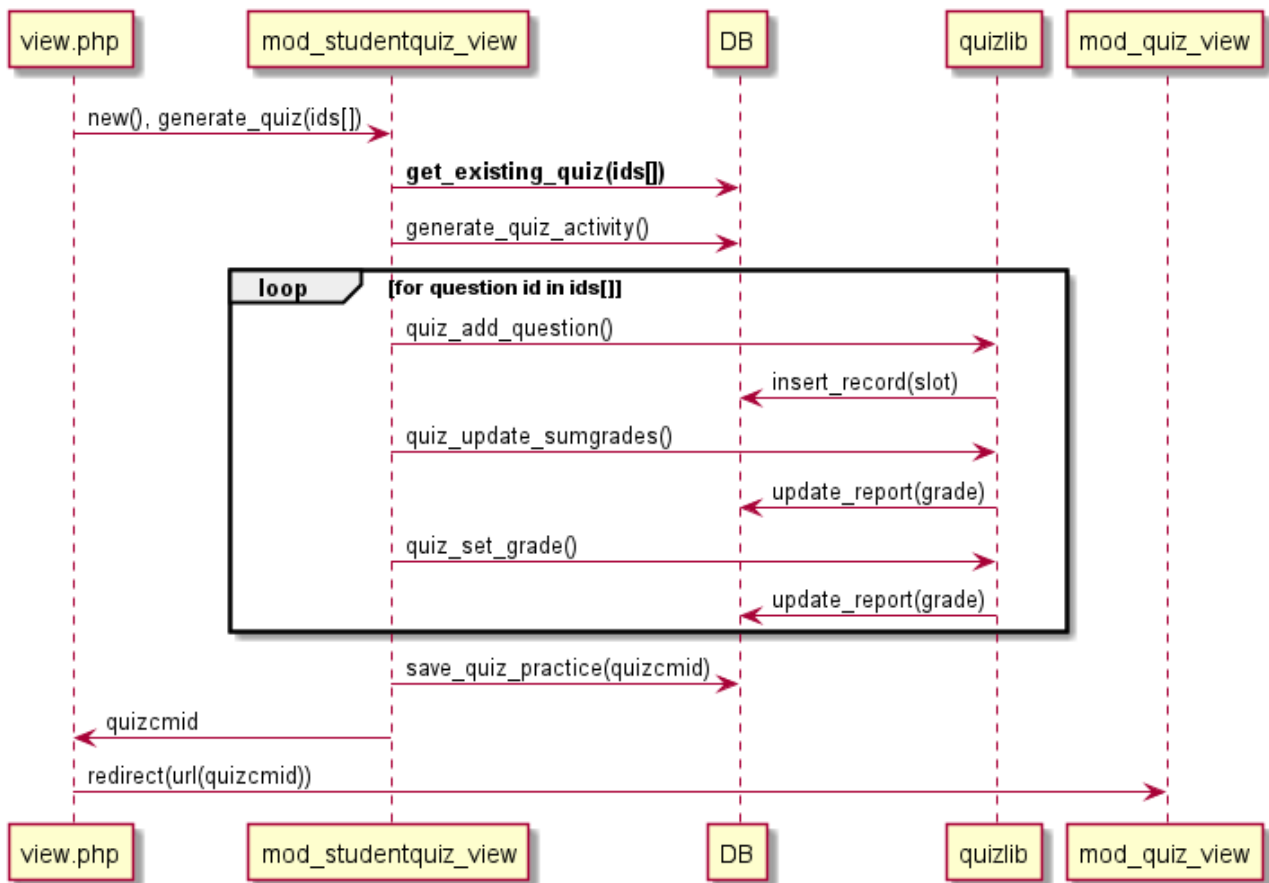 view.php
mod_studentquiz_view
DB
quizlib
mod_quiz_view
new(), generate_quiz(ids[])
get_existing_quiz(ids[])
generate_quiz_activity()
loop
[for question id in ids[]]
quiz_add_question()
insert_record(slot)
quiz_update_sumgrades()
update_report(grade)
quiz_set_grade()
update_report(grade)
save_quiz_practice(quizcmid)
quizcmid
redirect(url(quizcmid))
view.php
mod_studentquiz_view
DB
quizlib
mod_quiz_view